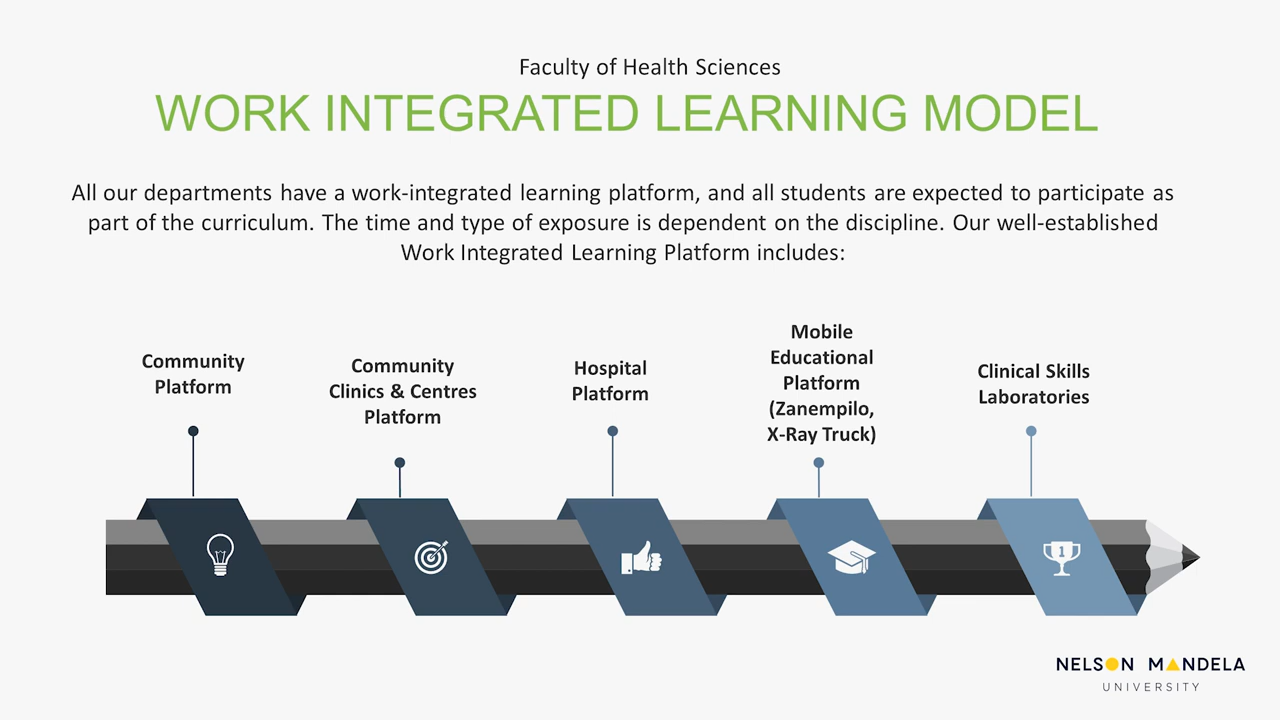 Faculty of Health Sciences
WORK INTEGRATED LEARNING MODEL
All our departments have a work-integrated learning platform, and all students are expected to participate as
part of the curriculum. The time and type of exposure is dependent on the discipline. Our well-established
Work Integrated Learning Platform includes:
Community
Platform
Community
Clinics & Centres
Platform
Hospital
Platform
Mobile
Educational
Platform
(Zanempilo,
X-Ray Truck)
Clinical Skills
Laboratories
1
NELSON MANDELA
UNIVERSITY